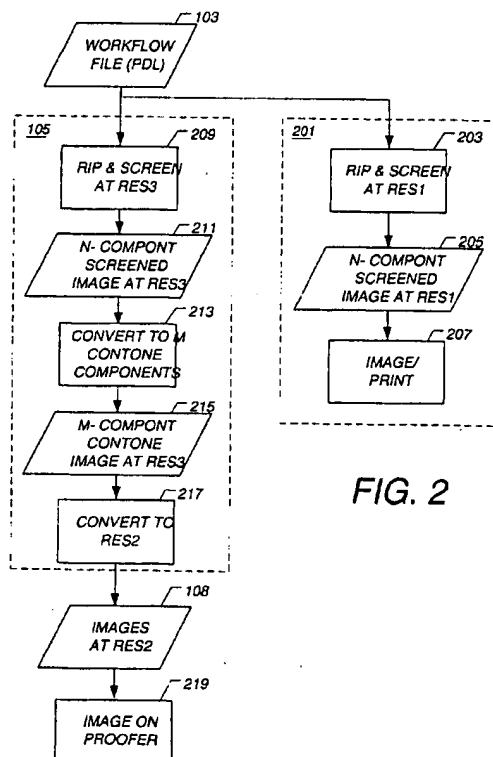 103
WORKFLOW
FILE (PDL)
105
209
RIP & SCREEN
AT RES3
211
N- COMPONT
SCREENED
IMAGE AT RES3
213
CONVERT TO M
CONTONE
COMPONENTS
215
M- COMPONT
CONTONE
IMAGE AT RES3
217
CONVERT TO
RES2
108
IMAGES
AT RES2
219
IMAGE ON
PROOFER
201
203
RIP & SCREEN
AT RES1
205
N- COMPONT
SCREENED
IMAGE AT RES1
207
IMAGE/
PRINT
FIG. 2